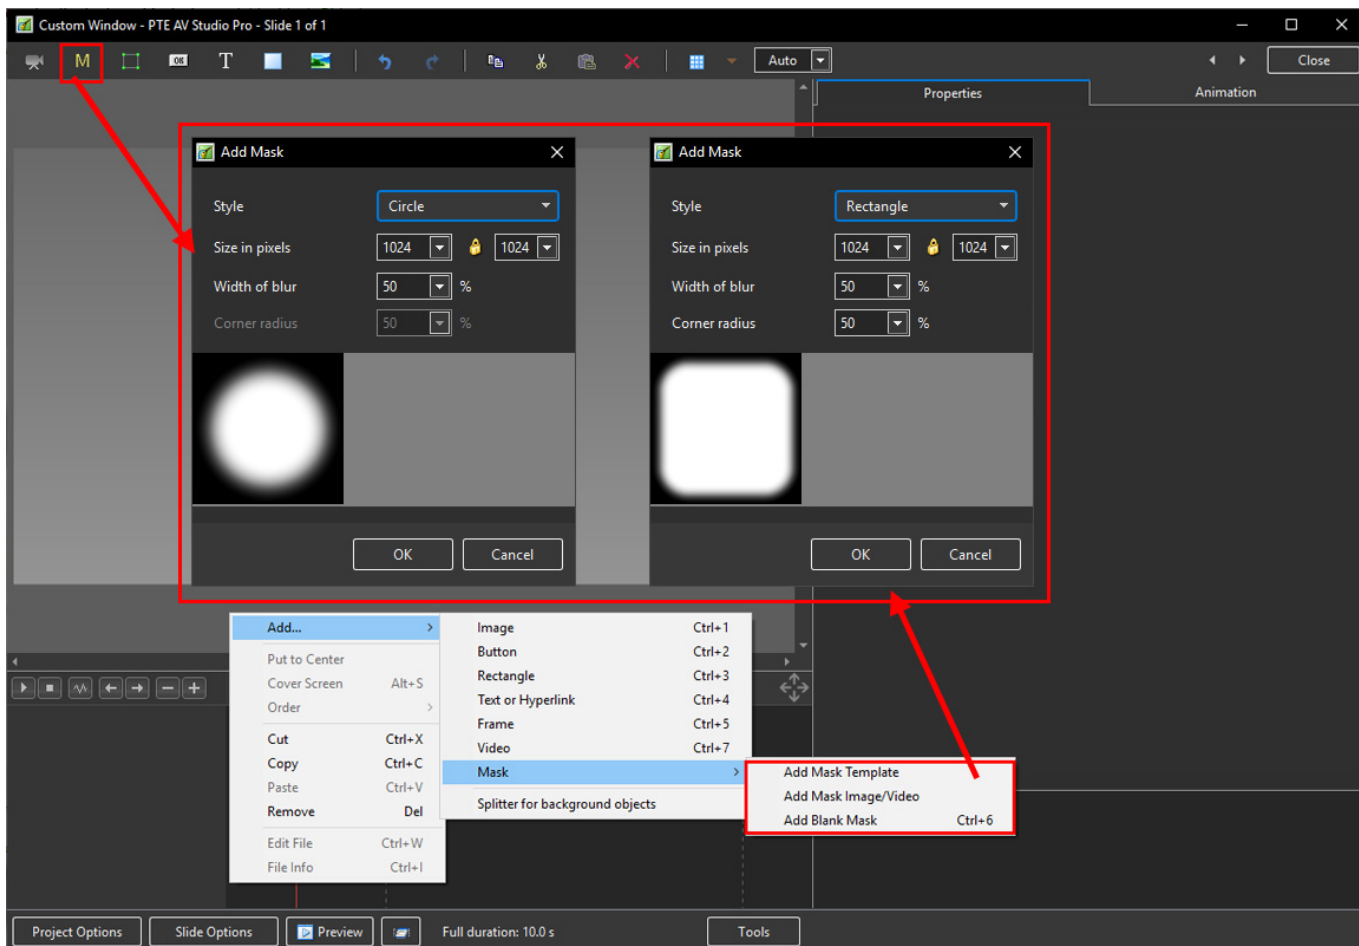 Custom Window - PTE AV Studio Pro - Slide 1 of 1
M OK T Auto Close
Properties Animation
Add Mask
Style Circle
Size in pixels 1024 1024
Width of blur 50 %
Corner radius 50 %
OK Cancel
Add Mask
Style Rectangle
Size in pixels 1024 1024
Width of blur 50 %
Corner radius 50 %
OK Cancel
Add...
Put to Center
Cover Screen Alt+S
Order
Cut Ctrl+X
Copy Ctrl+C
Paste Ctrl+V
Remove Del
Edit File Ctrl+W
File Info Ctrl+I
Image Ctrl+1
Button Ctrl+2
Rectangle Ctrl+3
Text or Hyperlink Ctrl+4
Frame Ctrl+5
Video Ctrl+7
Mask
Splitter for background objects
Add Mask Template
Add Mask Image/Video
Add Blank Mask Ctrl+6
Project Options Slide Options Preview Full duration: 10.0 s Tools